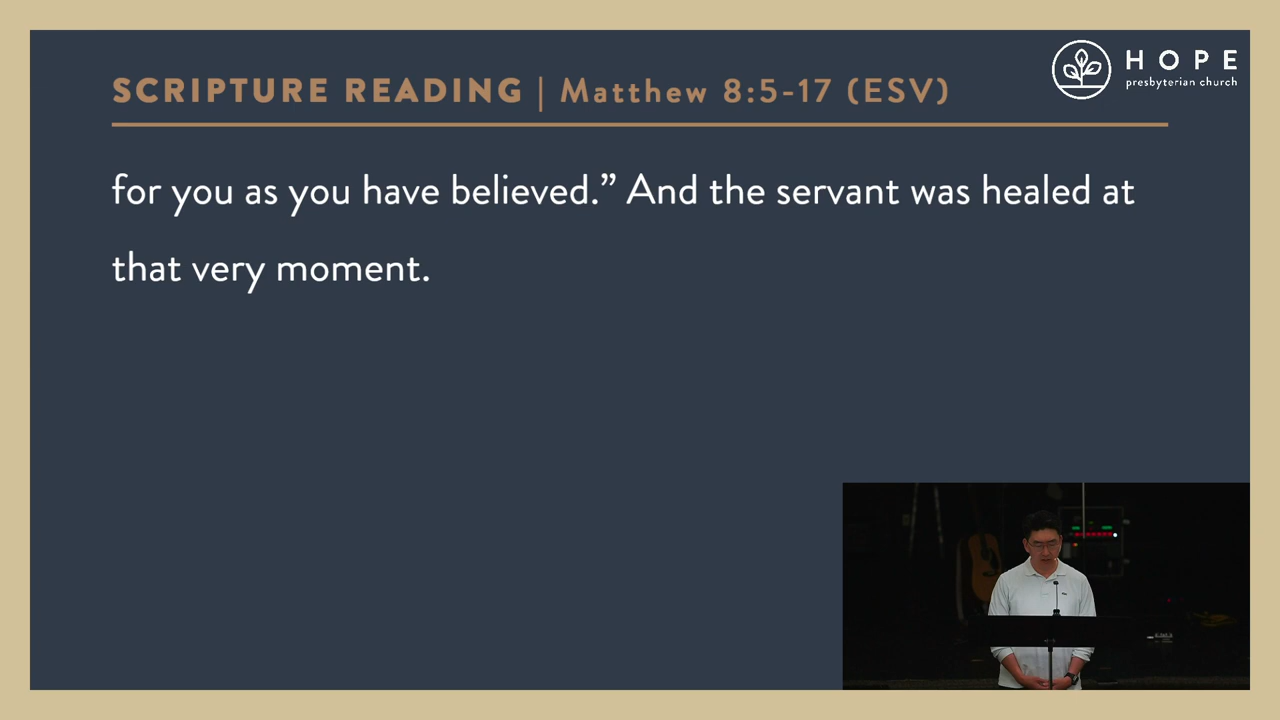 SCRIPTURE READING | Matthew 8:5-17 (ESV)
HOPE
presbyterian church
for you as you have believed.” And the servant was healed at
that very moment.